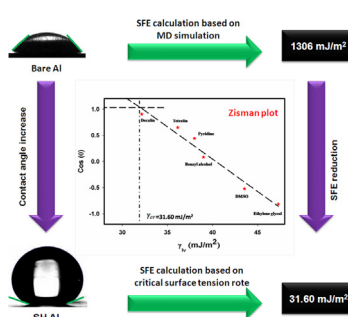 SFE calculation based on
MD simulation
1306 mJ/m²
Bare Al
Contact angle increase
SFE reduction
Zisman plot
Cos (θ)
1.0
0.5
0.0
-0.5
-1.0
Decalin
Tetralin
Pyridine
Benzyl alcohol
DMSO
Ethylene glycol
γcr=31.60 mJ/m²
30
35
40
45
γlv (mJ/m²)
SFE calculation based on
critical surface tension rote
31.60 mJ/m²
SH Al